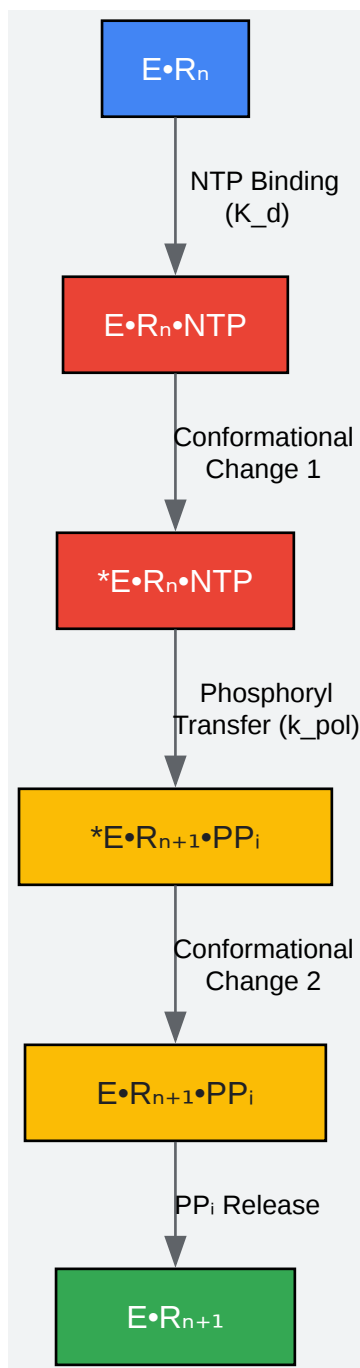 E•Rₙ
NTP Binding
(K_d)
E•Rₙ•NTP
Conformational
Change 1
*E•Rₙ•NTP
Phosphoryl
Transfer (k_pol)
*E•Rₙ₊₁•PPᵢ
Conformational
Change 2
E•Rₙ₊₁•PPᵢ
PPᵢ Release
E•Rₙ₊₁